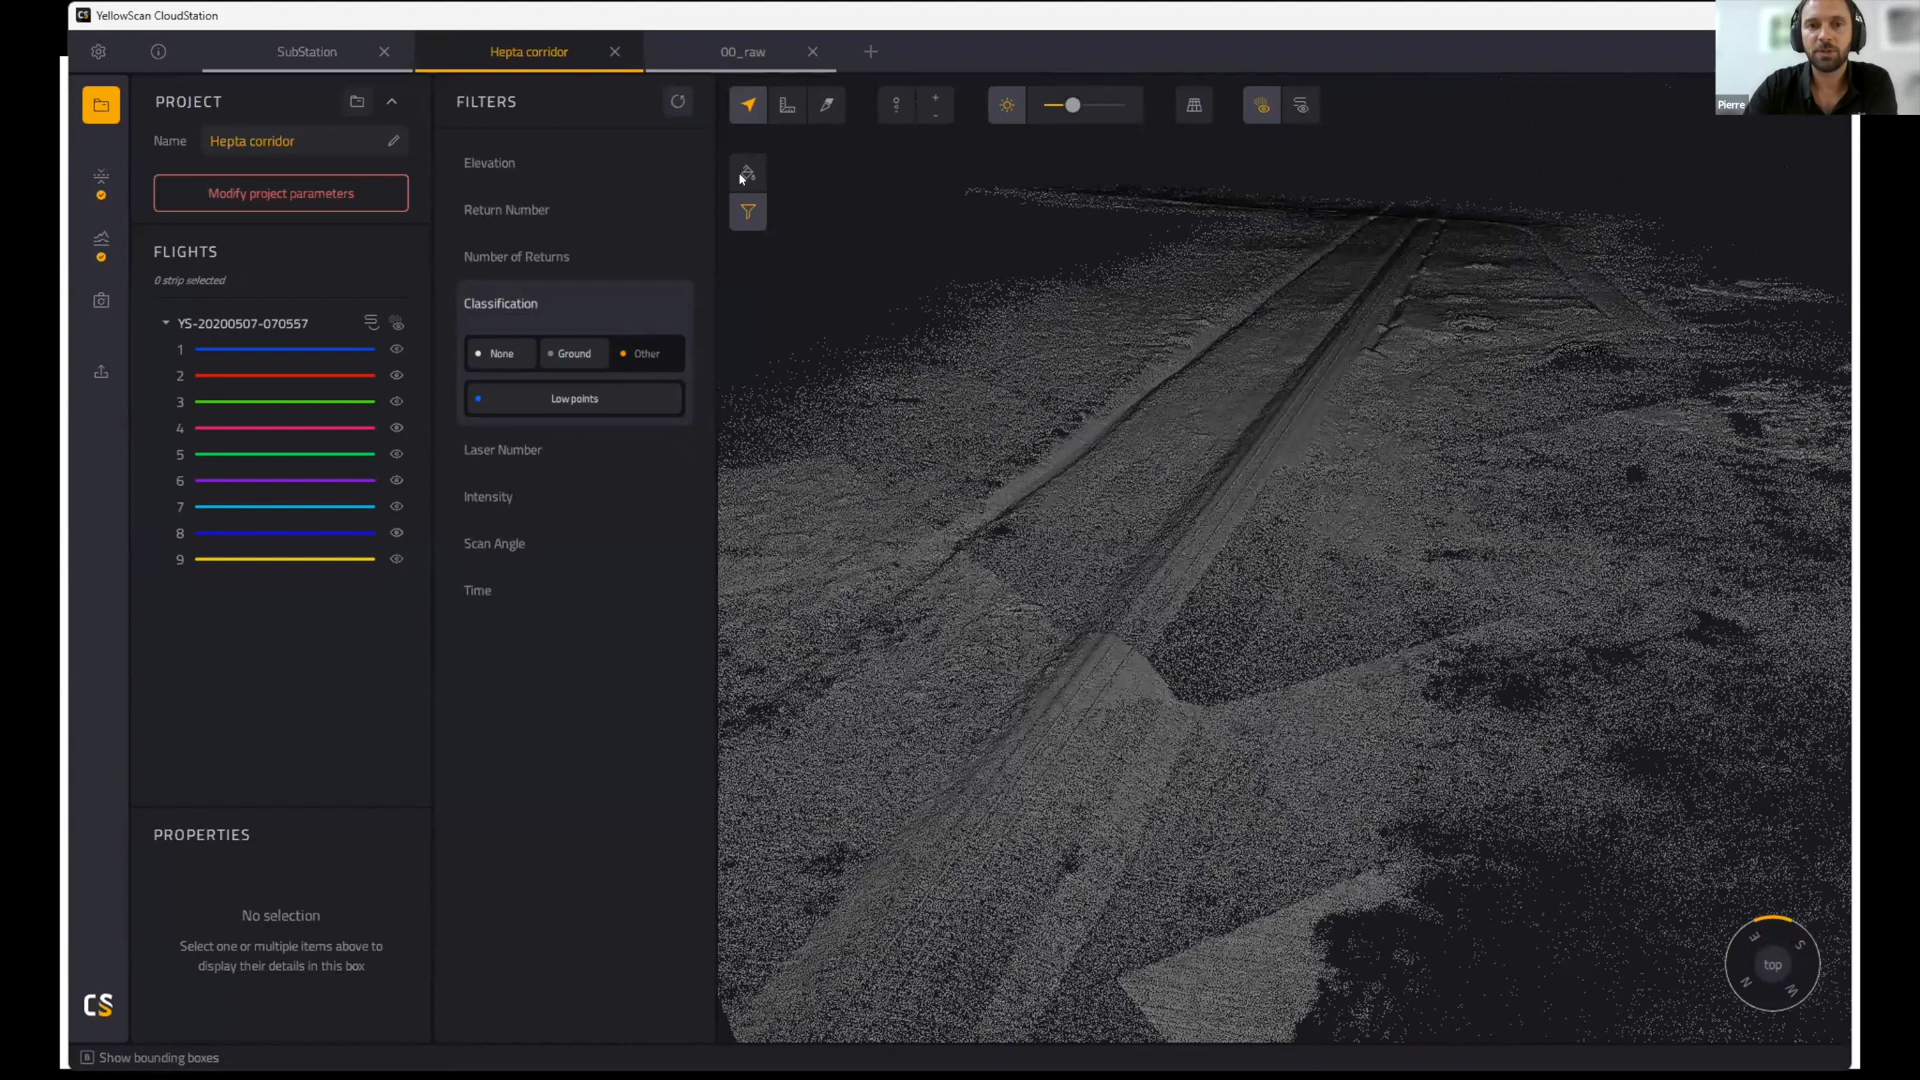 CS YellowScan CloudStation
SubStation
Hepta corridor
00_raw
Pierre
PROJECT
Name Hepta corridor
Modify project parameters
FLIGHTS
0 strip selected
YS-20200507-070557
1
2
3
4
5
6
7
8
9
PROPERTIES
No selection
Select one or multiple items above to
display their details in this box
CS
FILTERS
Elevation
Return Number
Number of Returns
Classification
None Ground Other
Low points
Laser Number
Intensity
Scan Angle
Time
E S
top
N W
B Show bounding boxes